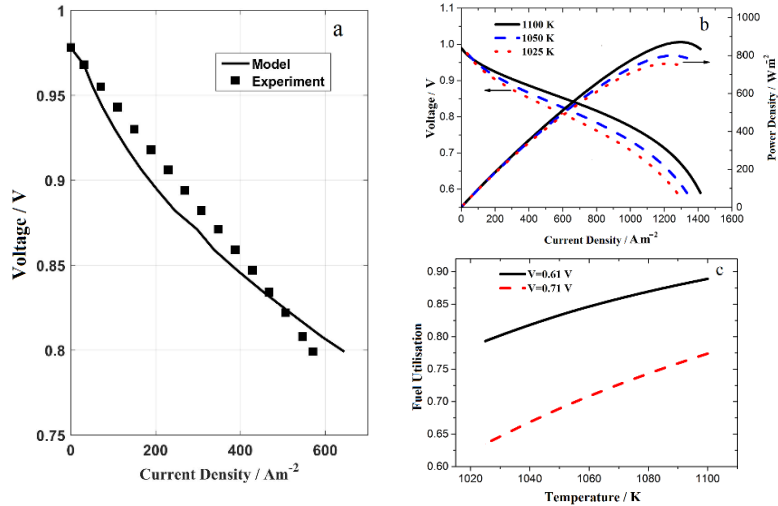 a
Model
Experiment
1
0.95
0.9
0.85
0.8
0.75
Voltage / V
0 200 400 600
Current Density / Am⁻²
b
1100 K
1050 K
1025 K
1.0
0.9
0.8
0.7
0.6
Voltage / V
1000
800
600
400
200
0
Power Density / W m⁻²
0 200 400 600 800 1000 1200 1400 1600
Current Density / Am⁻²
c
V=0.61 V
V=0.71 V
0.90
0.85
0.80
0.75
0.70
0.65
0.60
Fuel Utilisation
1020 1040 1060 1080 1100
Temperature / K